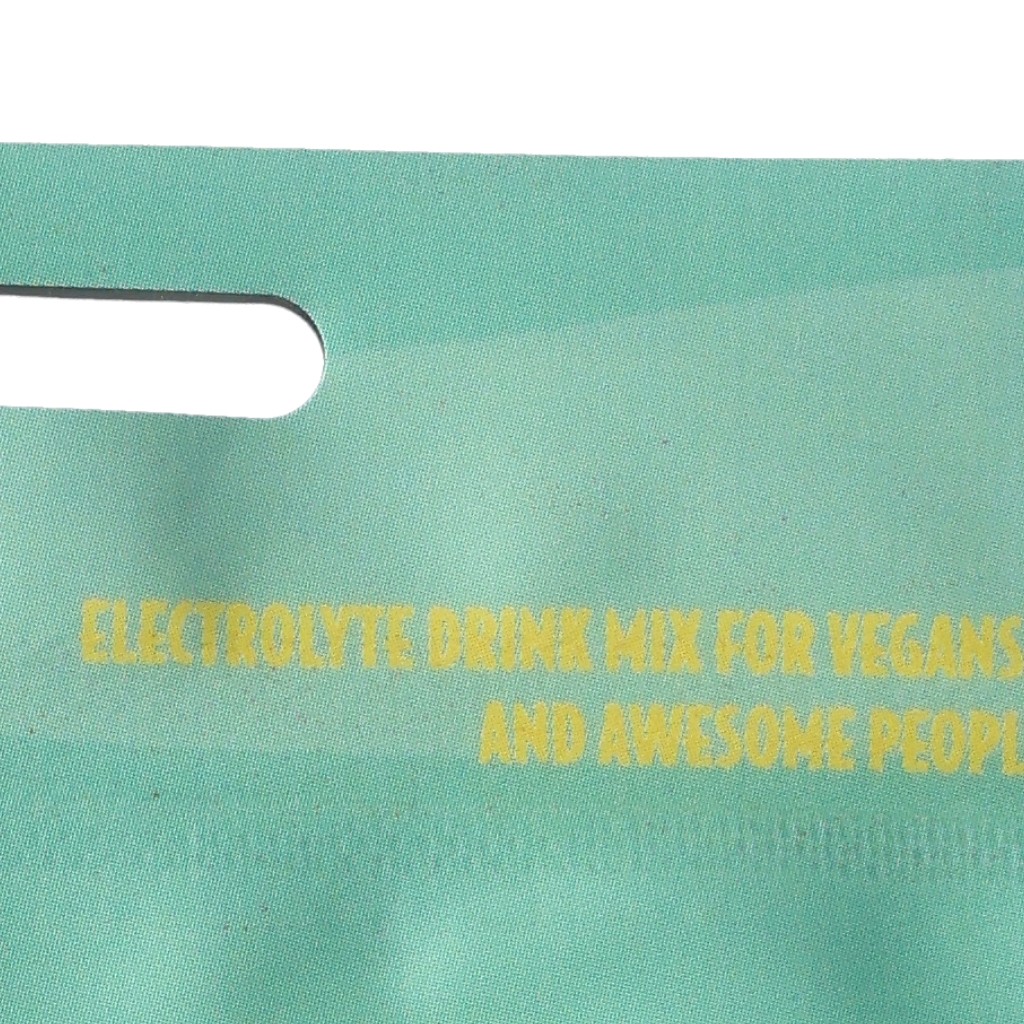 ELECTROLYTE DRINK MIX FOR VEGANS
AND AWESOME PEOPL